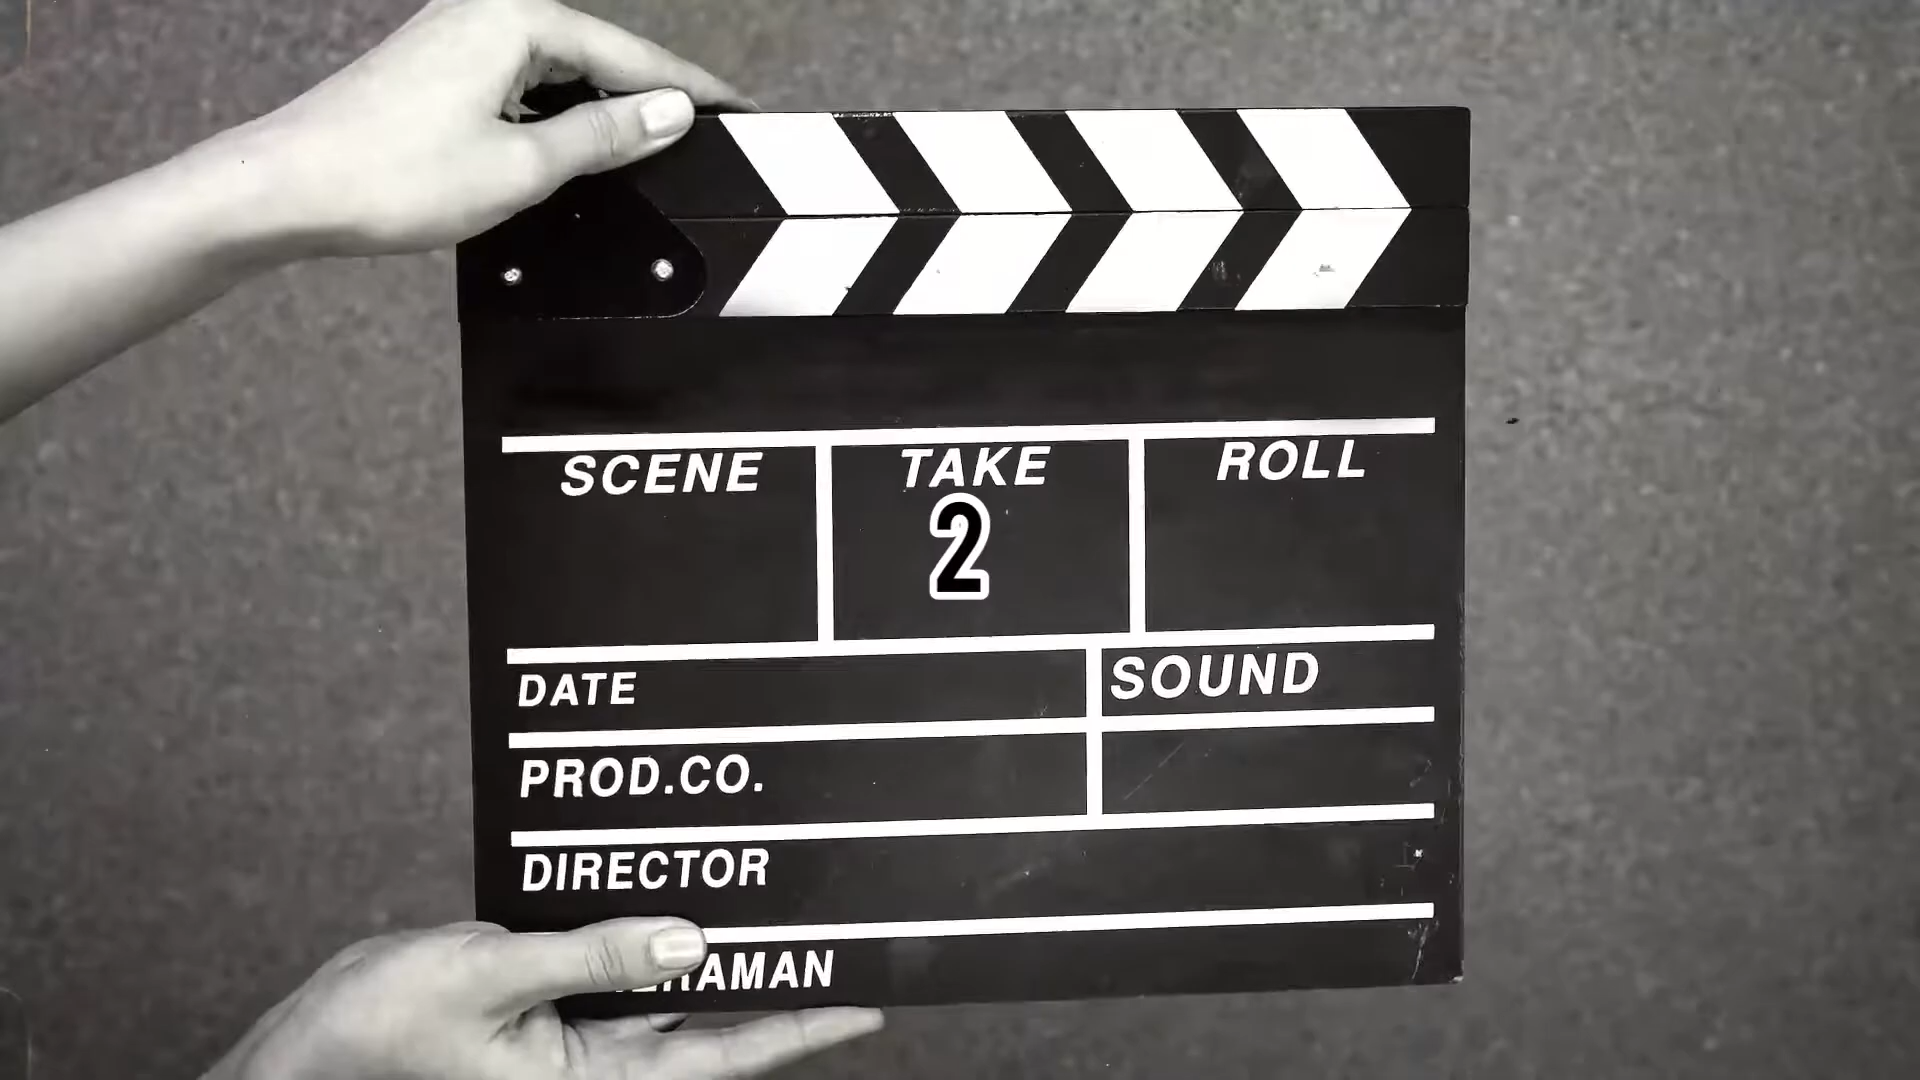 SCENE TAKE ROLL
2
DATE SOUND
PROD.CO.
DIRECTOR